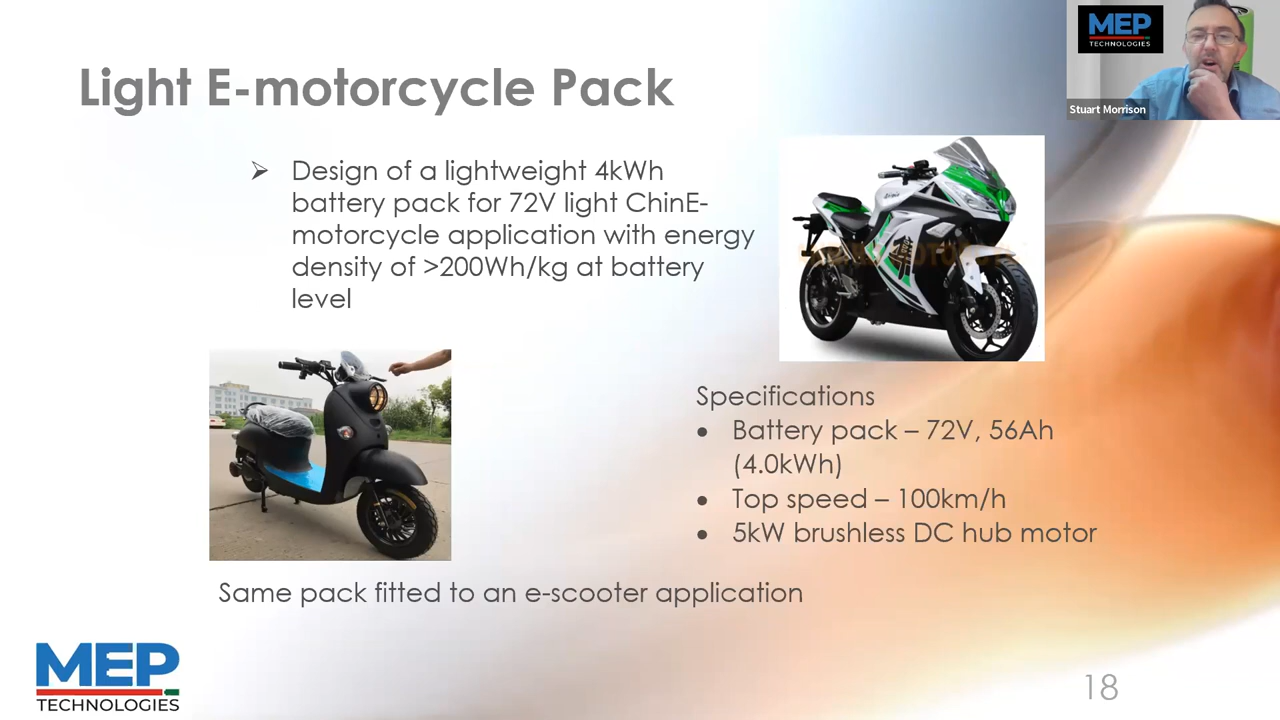 MEP
TECHNOLOGIES
Stuart Morrison
Light E-motorcycle Pack
Design of a lightweight 4kWh
battery pack for 72V light ChinE-
motorcycle application with energy
density of >200Wh/kg at battery
level
Specifications
• Battery pack – 72V, 56Ah
(4.0kWh)
• Top speed – 100km/h
• 5kW brushless DC hub motor
Same pack fitted to an e-scooter application
MEP
TECHNOLOGIES
18